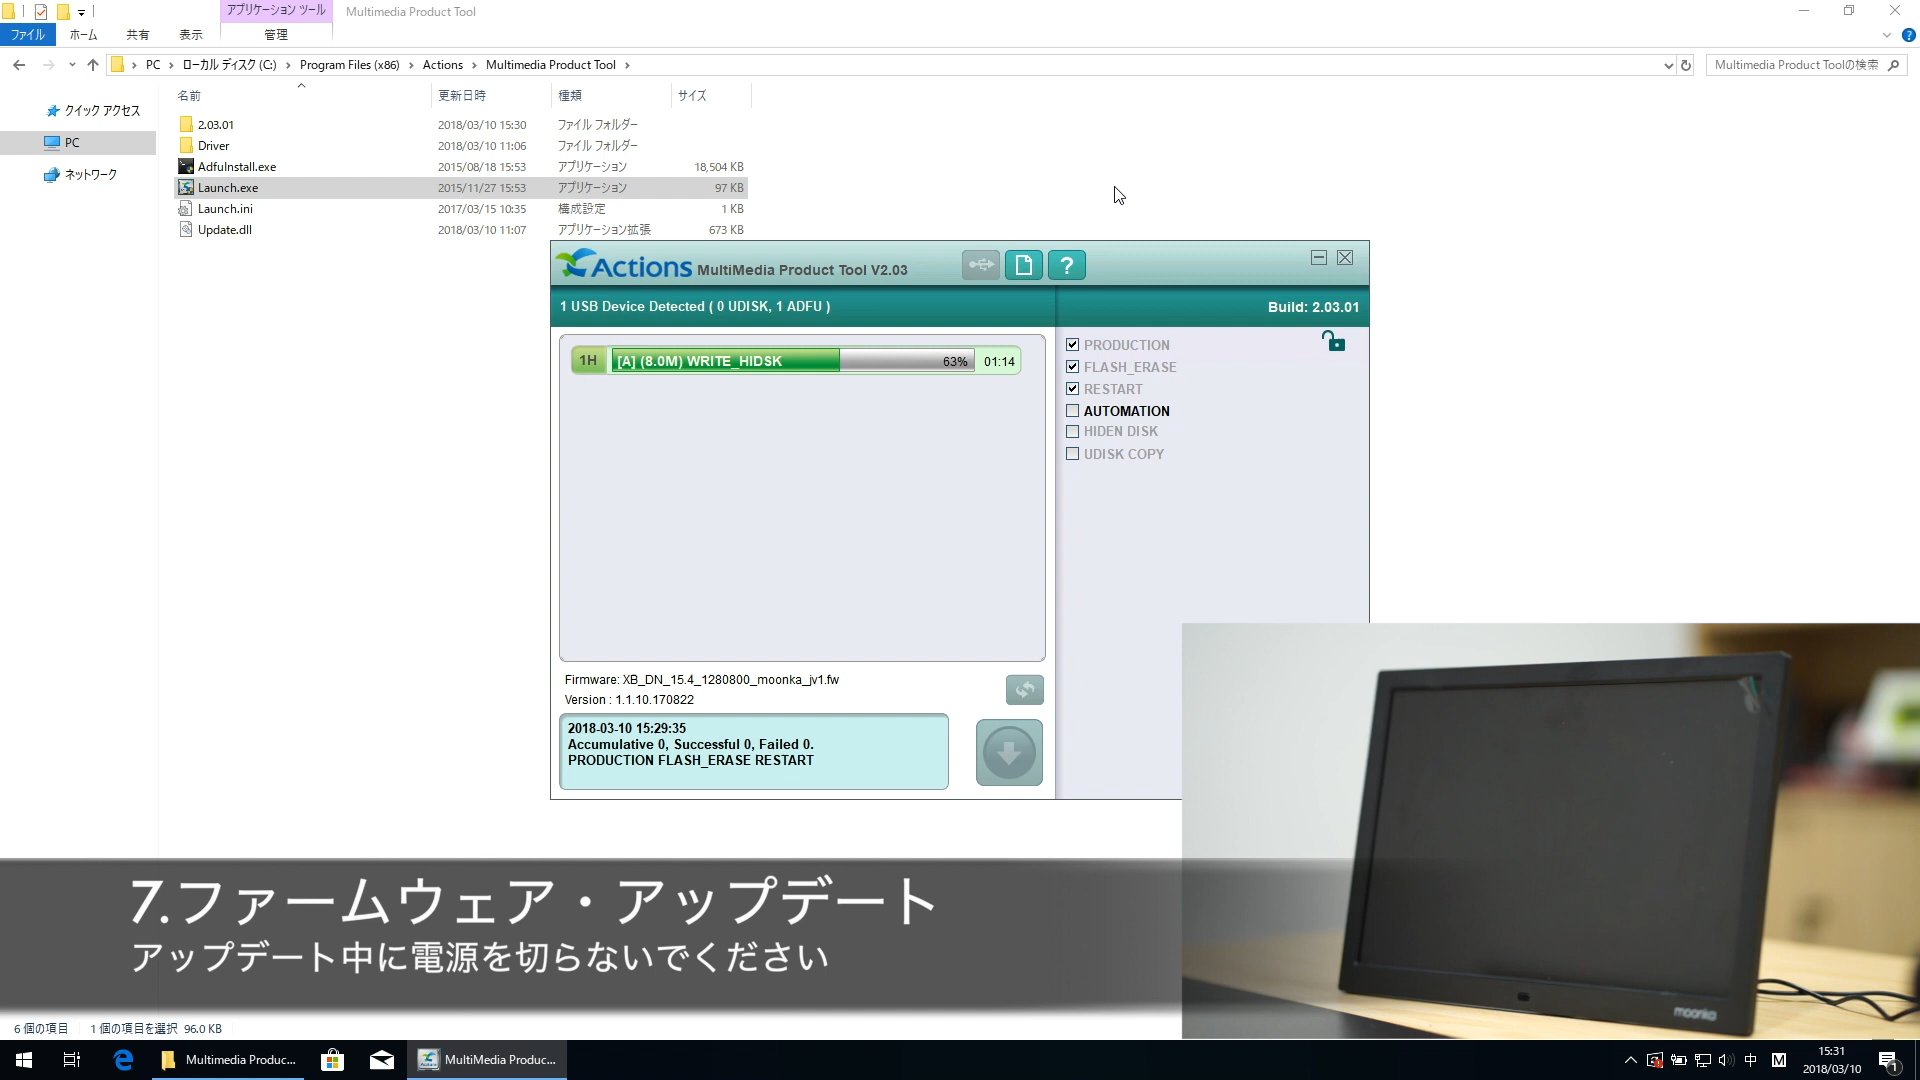 アプリケーション ツール
Multimedia Product Tool
ファイル
ホーム
共有
表示
管理
PC
ローカル ディスク (C:)
Program Files (x86)
Actions
Multimedia Product Tool
Multimedia Product Toolの検索
名前
更新日時
種類
サイズ
クイック アクセス
PC
ネットワーク
2.03.01 2018/03/10 15:30 ファイル フォルダー
Driver 2018/03/10 11:06 ファイル フォルダー
AdfuInstall.exe 2015/08/18 15:53 アプリケーション 18,504 KB
Launch.exe 2015/11/27 15:53 アプリケーション 97 KB
Launch.ini 2017/03/15 10:35 構成設定 1 KB
Update.dll 2018/03/10 11:07 アプリケーション拡張 673 KB
Actions MultiMedia Product Tool V2.03
?
1 USB Device Detected ( 0 UDISK, 1 ADFU )
Build: 2.03.01
1H [A] (8.0M) WRITE_HIDSK 63% 01:14
PRODUCTION
FLASH_ERASE
RESTART
AUTOMATION
HIDEN DISK
UDISK COPY
Firmware: XB_DN_15.4_1280800_moonka_jv1.fw
Version : 1.1.10.170822
2018-03-10 15:29:35
Accumulative 0, Successful 0, Failed 0.
PRODUCTION FLASH_ERASE RESTART
moonka
7.ファームウェア・アップデート
アップデート中に電源を切らないでください
6 個の項目
1 個の項目を選択 96.0 KB
Multimedia Produc...
MultiMedia Produc...
中
M
15:31
2018/03/10
1